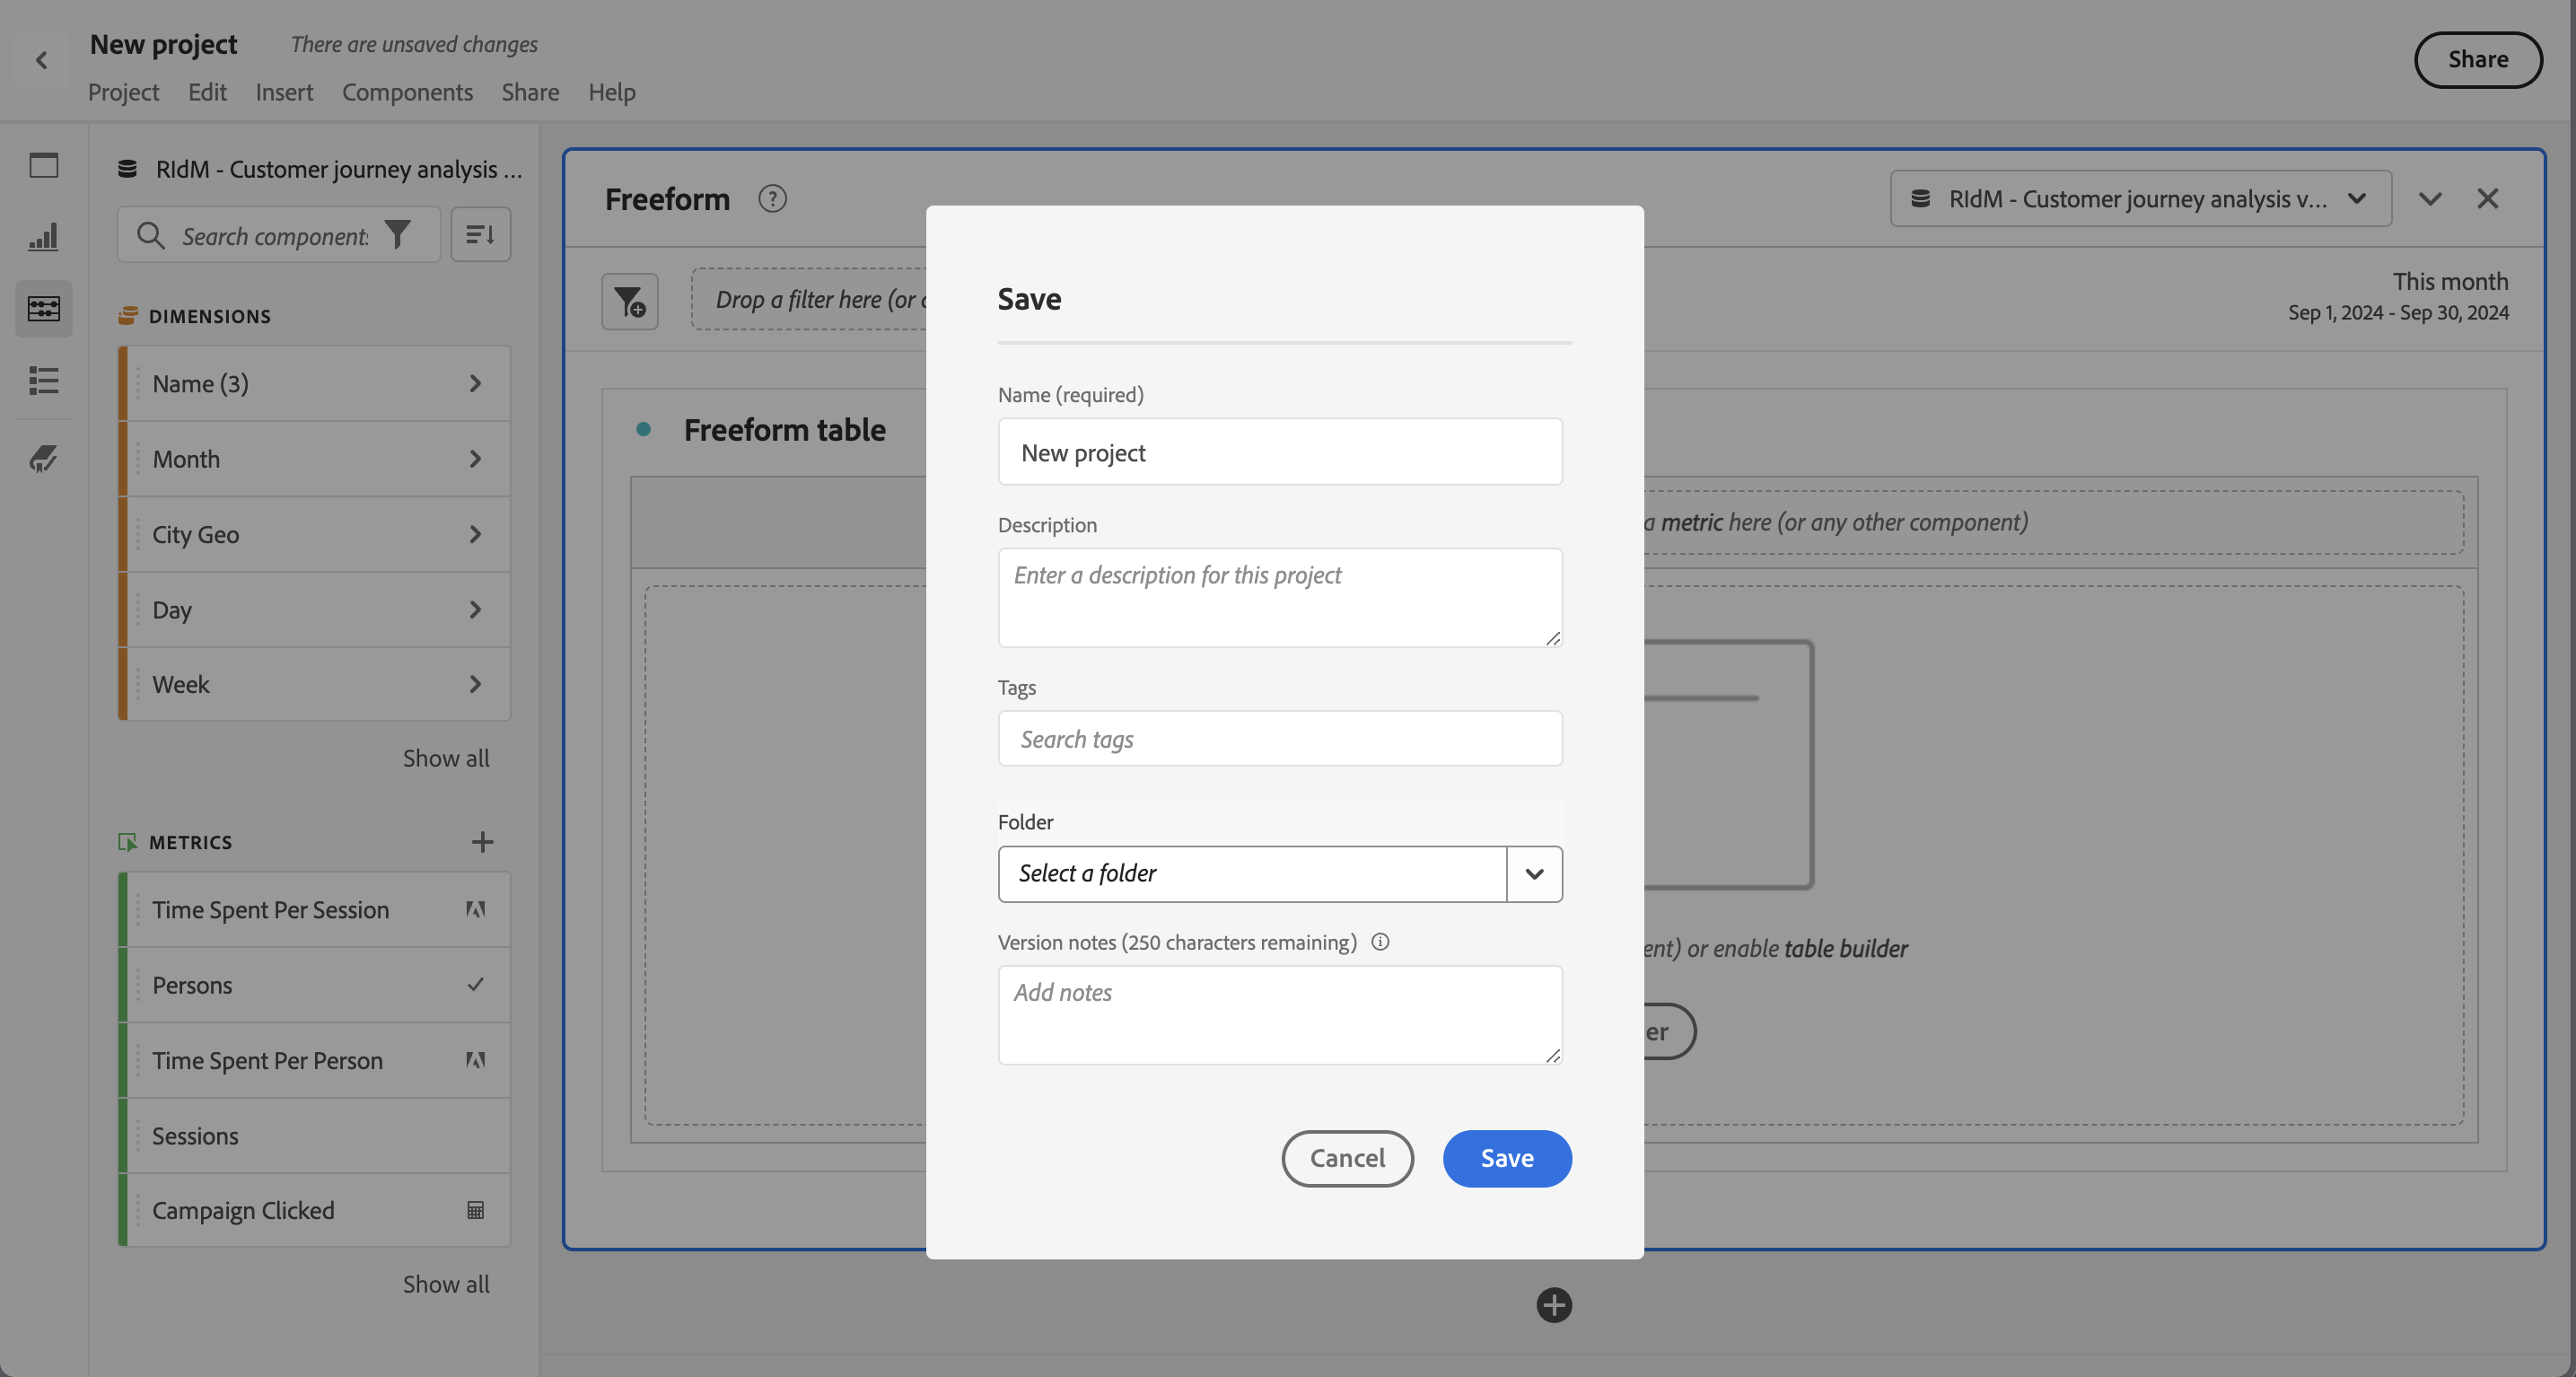 New project
There are unsaved changes
Share
Project Edit Insert Components Share Help
RIdM - Customer journey analysis ...
Search component
DIMENSIONS
Name (3)
Month
City Geo
Day
Week
Show all
METRICS
Time Spent Per Session
Persons
Time Spent Per Person
Sessions
Campaign Clicked
Show all
Freeform
RIdM - Customer journey analysis v...
Drop a filter here (or
This month
Sep 1, 2024 - Sep 30, 2024
Freeform table
a metric here (or any other component)
ent) or enable table builder
er
Save
Name (required)
New project
Description
Enter a description for this project
Tags
Search tags
Folder
Select a folder
Version notes (250 characters remaining)
Add notes
Cancel Save